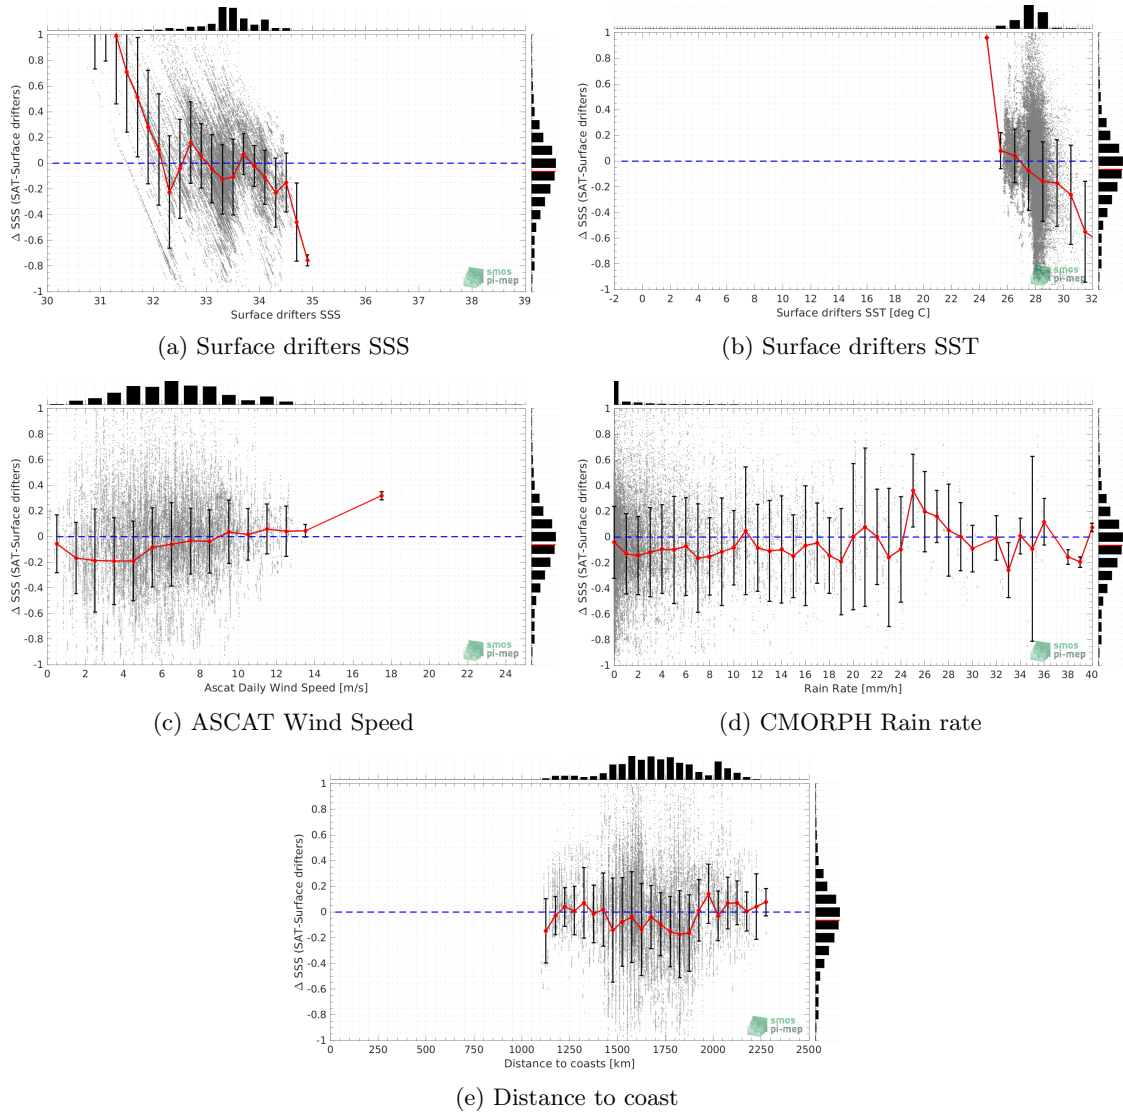 Δ SSS (SAT-Surface drifters)
1
0.8
0.6
0.4
0.2
0
-0.2
-0.4
-0.6
-0.8
-1
30 31 32 33 34 35 36 37 38 39
Surface drifters SSS
smos
pi-mep
(a) Surface drifters SSS
Δ SSS (SAT-Surface drifters)
1
0.8
0.6
0.4
0.2
0
-0.2
-0.4
-0.6
-0.8
-1
-2 0 2 4 6 8 10 12 14 16 18 20 22 24 26 28 30 32
Surface drifters SST [deg C]
smos
pi-mep
(b) Surface drifters SST
Δ SSS (SAT-Surface drifters)
1
0.8
0.6
0.4
0.2
0
-0.2
-0.4
-0.6
-0.8
-1
0 2 4 6 8 10 12 14 16 18 20 22 24
Ascat Daily Wind Speed [m/s]
smos
pi-mep
(c) ASCAT Wind Speed
Δ SSS (SAT-Surface drifters)
1
0.8
0.6
0.4
0.2
0
-0.2
-0.4
-0.6
-0.8
-1
0 2 4 6 8 10 12 14 16 18 20 22 24 26 28 30 32 34 36 38 40
Rain Rate [mm/h]
smos
pi-mep
(d) CMORPH Rain rate
Δ SSS (SAT-Surface drifters)
1
0.8
0.6
0.4
0.2
0
-0.2
-0.4
-0.6
-0.8
-1
0 250 500 750 1000 1250 1500 1750 2000 2250 2500
Distance to coasts [km]
smos
pi-mep
(e) Distance to coast